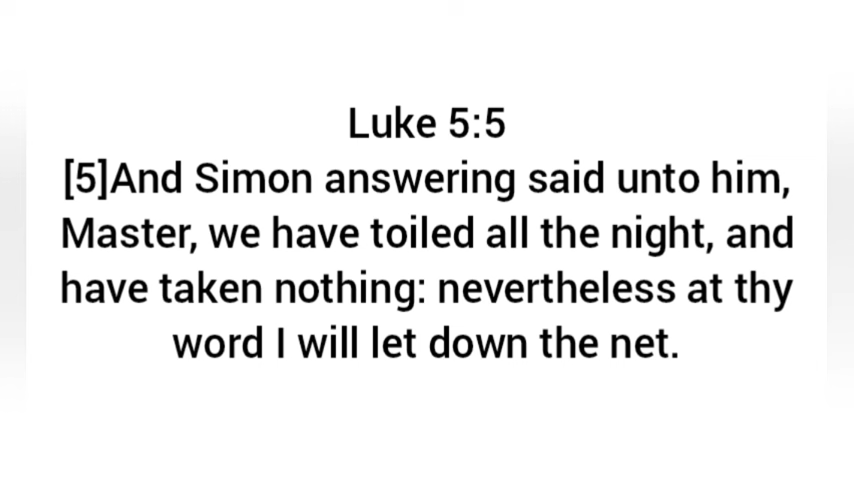 Luke 5:5
[5]And Simon answering said unto him,
Master, we have toiled all the night, and
have taken nothing: nevertheless at thy
word I will let down the net.